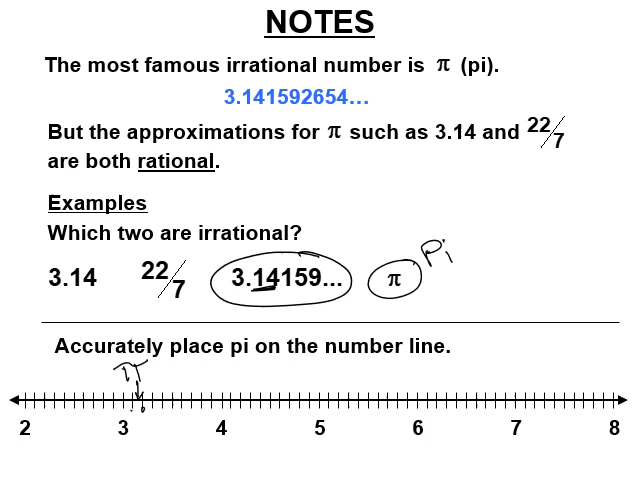 NOTES
The most famous irrational number is π (pi).
3.141592654...
But the approximations for π such as 3.14 and 22/7
are both rational.
Examples
Which two are irrational?
Pi
3.14 22/7 3.14159... π
Accurately place pi on the number line.
π
2 3 4 5 6 7 8